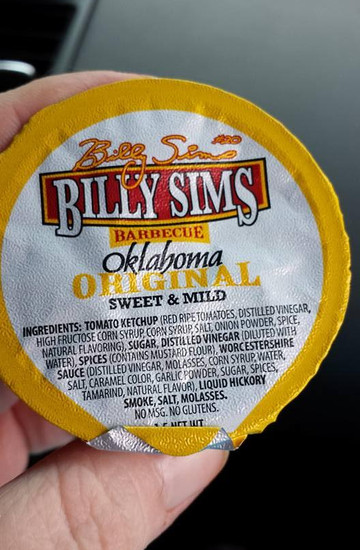 Billy Sims #20
BILLY SIMS
BARBECUE
Oklahoma
ORIGINAL
SWEET & MILD
INGREDIENTS: TOMATO KETCHUP (RED RIPE TOMATOES, DISTILLED VINEGAR,
HIGH FRUCTOSE CORN SYRUP, CORN SYRUP, SALT, ONION POWDER, SPICE,
NATURAL FLAVORING), SUGAR, DISTILLED VINEGAR (DILUTED WITH
WATER), SPICES (CONTAINS MUSTARD FLOUR), WORCESTERSHIRE
SAUCE (DISTILLED VINEGAR, MOLASSES, CORN SYRUP, WATER,
SALT, CARAMEL COLOR, GARLIC POWDER, SUGAR, SPICES,
TAMARIND, NATURAL FLAVOR), LIQUID HICKORY
SMOKE, SALT, MOLASSES.
NO MSG. NO GLUTENS.
NET WT